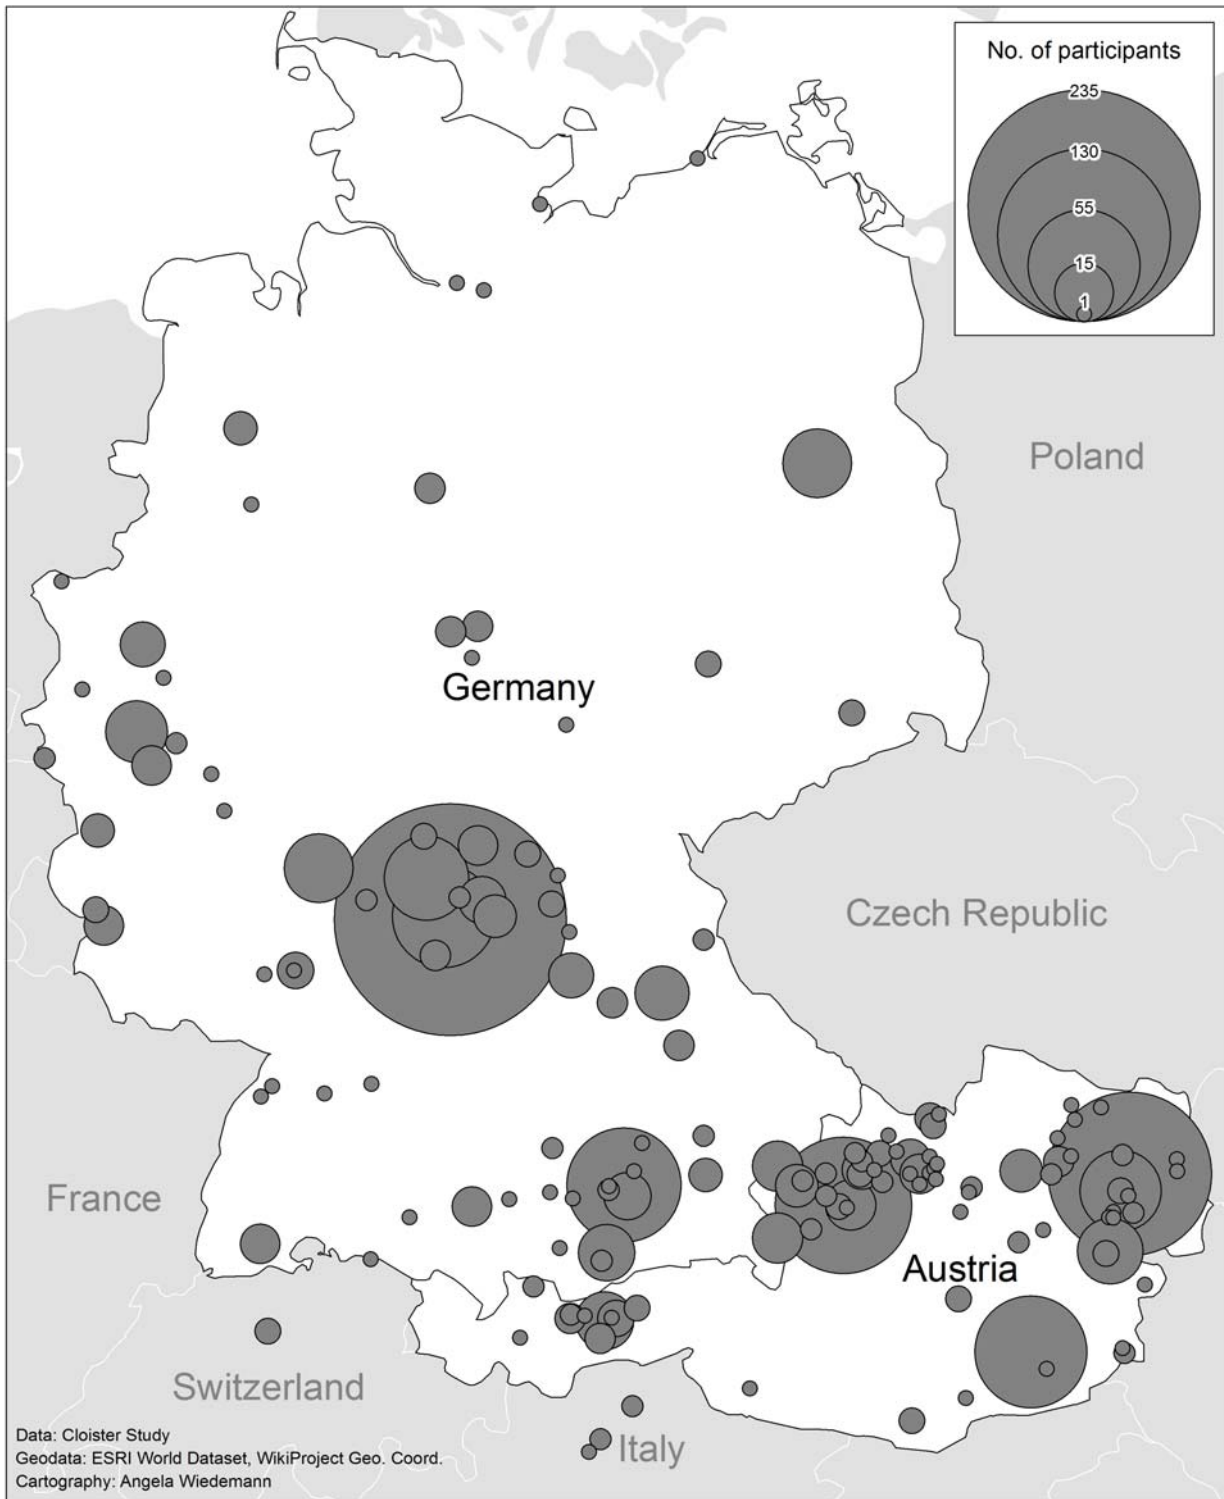 No. of participants
235
130
55
15
1
Poland
Germany
Czech Republic
France
Austria
Switzerland
Italy
Data: Cloister Study
Geodata: ESRI World Dataset, WikiProject Geo. Coord.
Cartography: Angela Wiedemann